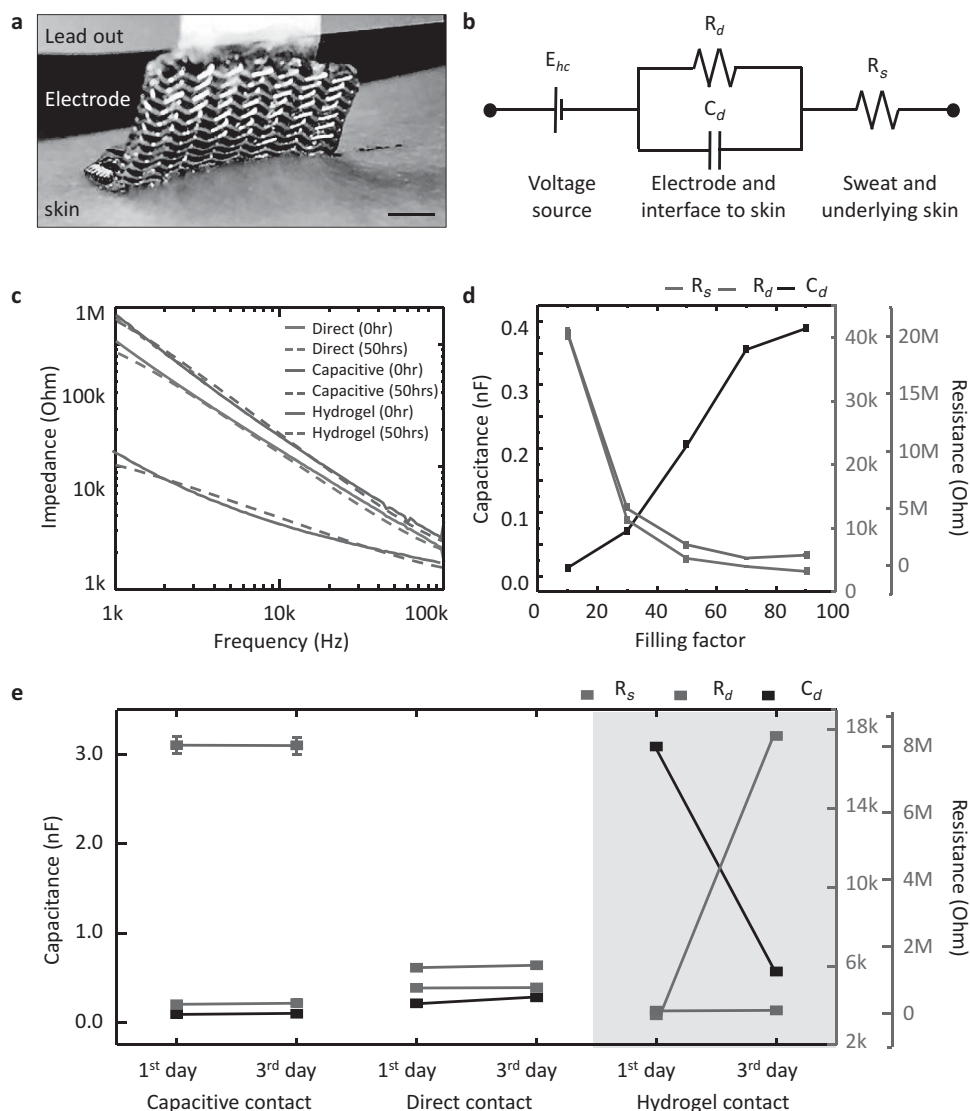 a
Lead out
Electrode
skin
b
E_hc
R_d
C_d
R_s
Voltage source
Electrode and interface to skin
Sweat and underlying skin
c
Impedance (Ohm)
1M
100k
10k
1k
Direct (0hr)
Direct (50hrs)
Capacitive (0hr)
Capacitive (50hrs)
Hydrogel (0hr)
Hydrogel (50hrs)
1k 10k 100k
Frequency (Hz)
d
R_s R_d C_d
Capacitance (nF)
0.4
0.3
0.2
0.1
0.0
40k
30k
20k
10k
0
20M
15M
10M
5M
0
Resistance (Ohm)
0 20 40 60 80 100
Filling factor
e
R_s R_d C_d
Capacitance (nF)
3.0
2.0
1.0
0.0
18k
14k
10k
6k
2k
8M
6M
4M
2M
0
Resistance (Ohm)
1st day 3rd day 1st day 3rd day 1st day 3rd day
Capacitive contact Direct contact Hydrogel contact